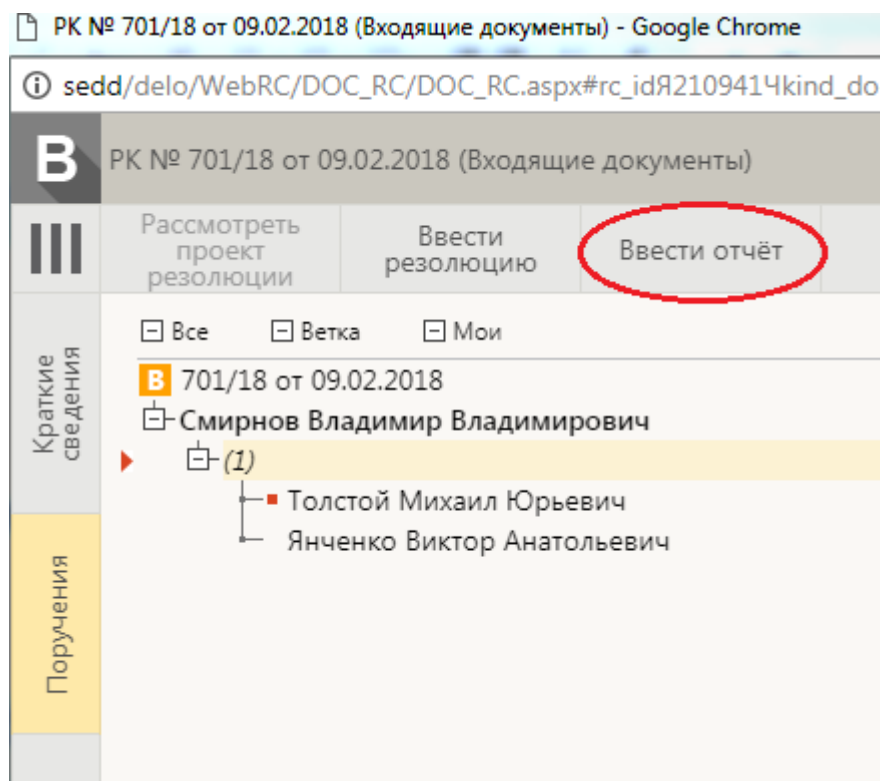 РК № 701/18 от 09.02.2018 (Входящие документы) - Google Chrome
sedd/delo/WebRC/DOC_RC/DOC_RC.aspx#rc_idЯ210941Чkind_do
В
РК № 701/18 от 09.02.2018 (Входящие документы)
Рассмотреть
проект
резолюции
Ввести
резолюцию
Ввести отчёт
Краткие
сведения
Все
Ветка
Мои
В 701/18 от 09.02.2018
Смирнов Владимир Владимирович
(1)
Толстой Михаил Юрьевич
Янченко Виктор Анатольевич
Поручения